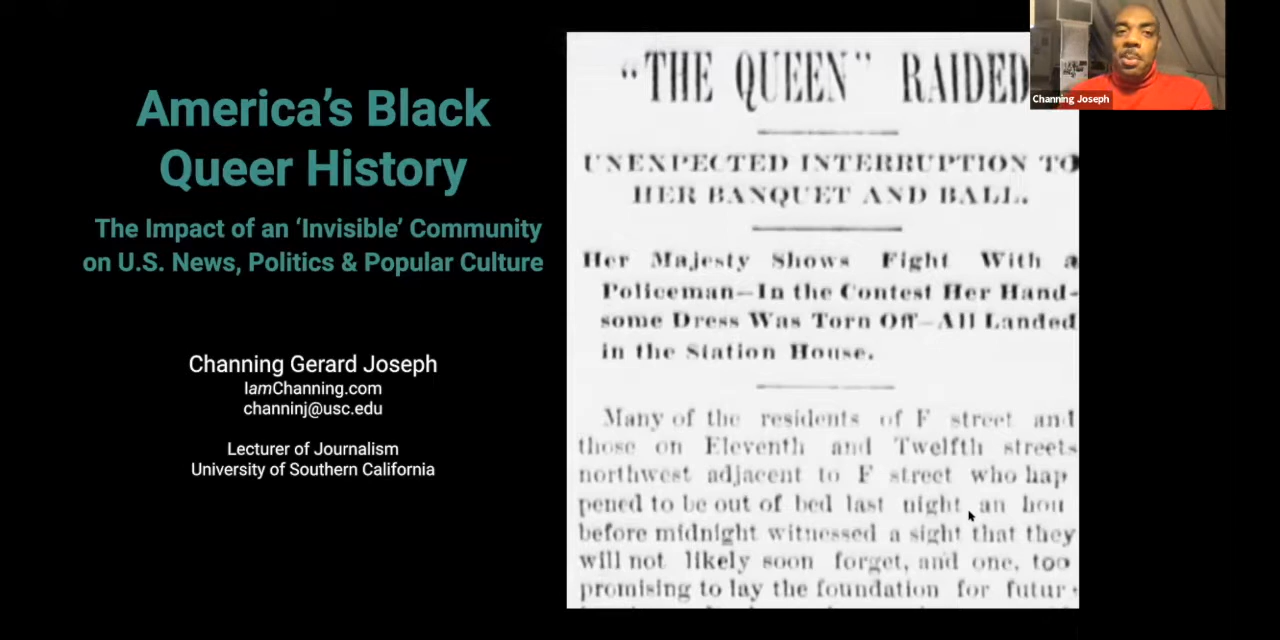 America's Black
Queer History
The Impact of an 'Invisible' Community
on U.S. News, Politics & Popular Culture
Channing Gerard Joseph
IamChanning.com
channinj@usc.edu
Lecturer of Journalism
University of Southern California
"THE QUEEN" RAIDED
UNEXPECTED INTERRUPTION TO
HER BANQUET AND BALL.
Her Majesty Shows Fight With a
Policeman—In the Contest Her Hand-
some Dress Was Torn Off—All Landed
in the Station House.
Many of the residents of F street and
those on Eleventh and Twelfth streets
northwest adjacent to F street who hap
pened to be out of bed last night an hou
before midnight witnessed a sight that they
will not likely soon forget, and one, too
promising to lay the foundation for futur
Channing Joseph